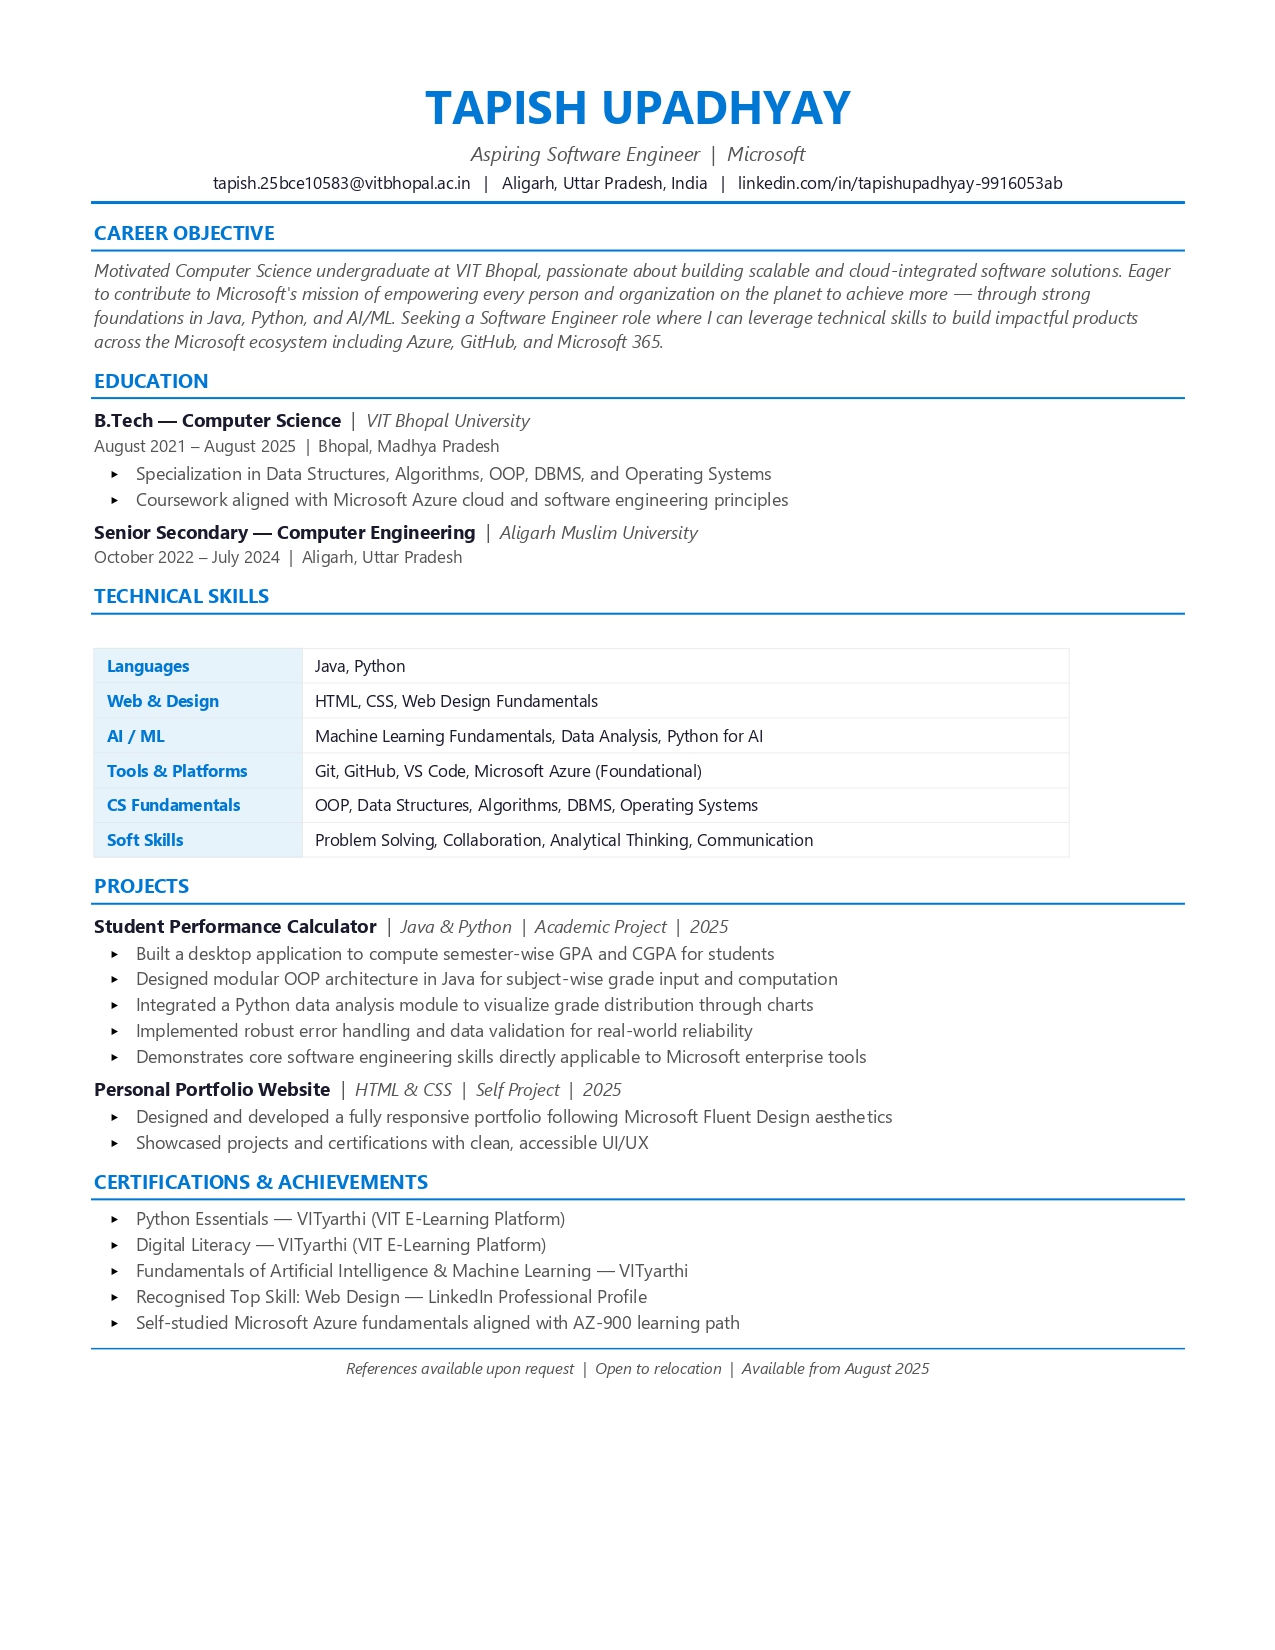 TAPISH UPADHYAY
Aspiring Software Engineer | Microsoft
tapish.25bce10583@vitbhopal.ac.in | Aligarh, Uttar Pradesh, India | linkedin.com/in/tapishupadhyay-9916053ab
CAREER OBJECTIVE
Motivated Computer Science undergraduate at VIT Bhopal, passionate about building scalable and cloud-integrated software solutions. Eager
to contribute to Microsoft's mission of empowering every person and organization on the planet to achieve more — through strong
foundations in Java, Python, and AI/ML. Seeking a Software Engineer role where I can leverage technical skills to build impactful products
across the Microsoft ecosystem including Azure, GitHub, and Microsoft 365.
EDUCATION
B.Tech — Computer Science | VIT Bhopal University
August 2021 – August 2025 | Bhopal, Madhya Pradesh
▸ Specialization in Data Structures, Algorithms, OOP, DBMS, and Operating Systems
▸ Coursework aligned with Microsoft Azure cloud and software engineering principles
Senior Secondary — Computer Engineering | Aligarh Muslim University
October 2022 – July 2024 | Aligarh, Uttar Pradesh
TECHNICAL SKILLS
Languages Java, Python
Web & Design HTML, CSS, Web Design Fundamentals
AI / ML Machine Learning Fundamentals, Data Analysis, Python for AI
Tools & Platforms Git, GitHub, VS Code, Microsoft Azure (Foundational)
CS Fundamentals OOP, Data Structures, Algorithms, DBMS, Operating Systems
Soft Skills Problem Solving, Collaboration, Analytical Thinking, Communication
PROJECTS
Student Performance Calculator | Java & Python | Academic Project | 2025
▸ Built a desktop application to compute semester-wise GPA and CGPA for students
▸ Designed modular OOP architecture in Java for subject-wise grade input and computation
▸ Integrated a Python data analysis module to visualize grade distribution through charts
▸ Implemented robust error handling and data validation for real-world reliability
▸ Demonstrates core software engineering skills directly applicable to Microsoft enterprise tools
Personal Portfolio Website | HTML & CSS | Self Project | 2025
▸ Designed and developed a fully responsive portfolio following Microsoft Fluent Design aesthetics
▸ Showcased projects and certifications with clean, accessible UI/UX
CERTIFICATIONS & ACHIEVEMENTS
▸ Python Essentials — VITyarthi (VIT E-Learning Platform)
▸ Digital Literacy — VITyarthi (VIT E-Learning Platform)
▸ Fundamentals of Artificial Intelligence & Machine Learning — VITyarthi
▸ Recognised Top Skill: Web Design — LinkedIn Professional Profile
▸ Self-studied Microsoft Azure fundamentals aligned with AZ-900 learning path
References available upon request | Open to relocation | Available from August 2025